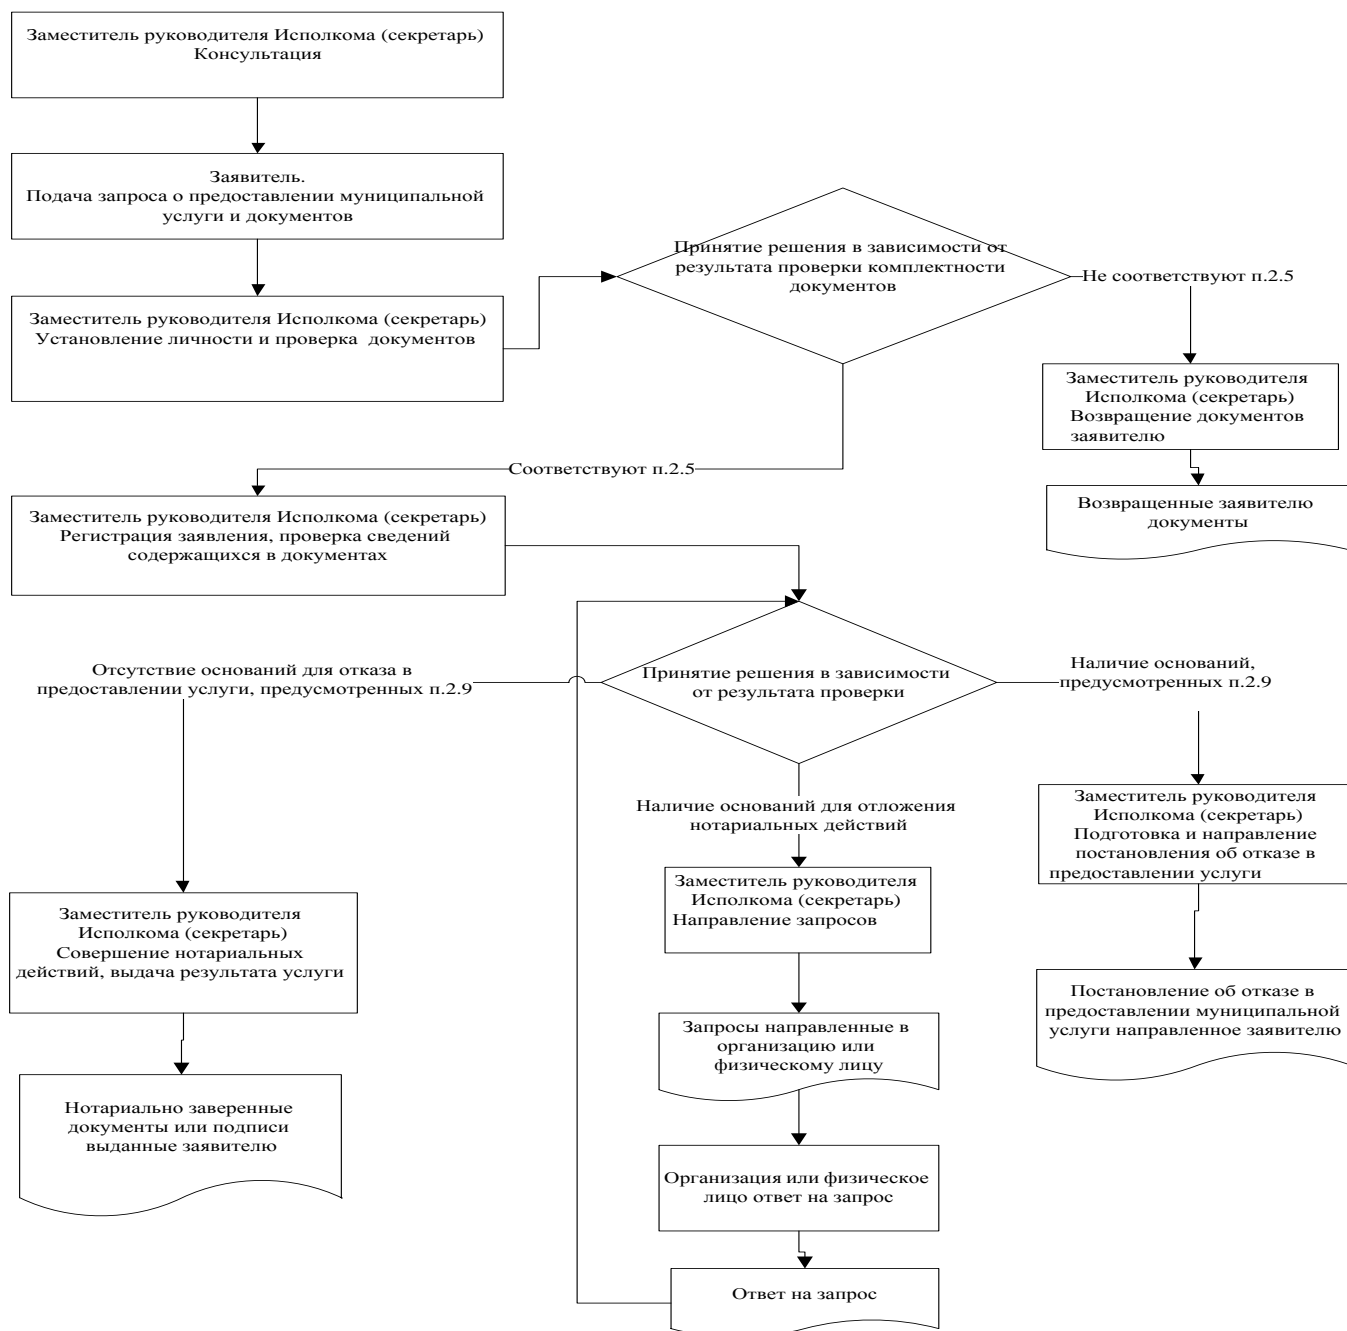 Заместитель руководителя Исполкома (секретарь)
Консультация
Заявитель.
Подача запроса о предоставлении муниципальной
услуги и документов
Заместитель руководителя Исполкома (секретарь)
Установление личности и проверка  документов
Принятие решения в зависимости от
результата проверки комплектности
документов
Не соответствуют п.2.5
Заместитель руководителя
Исполкома (секретарь)
Возвращение документов
заявителю
Возвращенные заявителю
документы
Соответствуют п.2.5
Заместитель руководителя Исполкома (секретарь)
Регистрация заявления, проверка сведений
содержащихся в документах
Принятие решения в зависимости
от результата проверки
Отсутствие оснований для отказа в
предоставлении услуги, предусмотренных п.2.9
Заместитель руководителя
Исполкома (секретарь)
Совершение нотариальных
действий, выдача результата услуги
Нотариально заверенные
документы или подписи
выданные заявителю
Наличие оснований для отложения
нотариальных действий
Заместитель руководителя
Исполкома (секретарь)
Направление запросов
Запросы направленные в
организацию или
физическому лицу
Организация или физическое
лицо ответ на запрос
Ответ на запрос
Наличие оснований,
предусмотренных п.2.9
Заместитель руководителя
Исполкома (секретарь)
Подготовка и направление
постановления об отказе в
предоставлении услуги
Постановление об отказе в
предоставлении муниципальной
услуги направленное заявителю